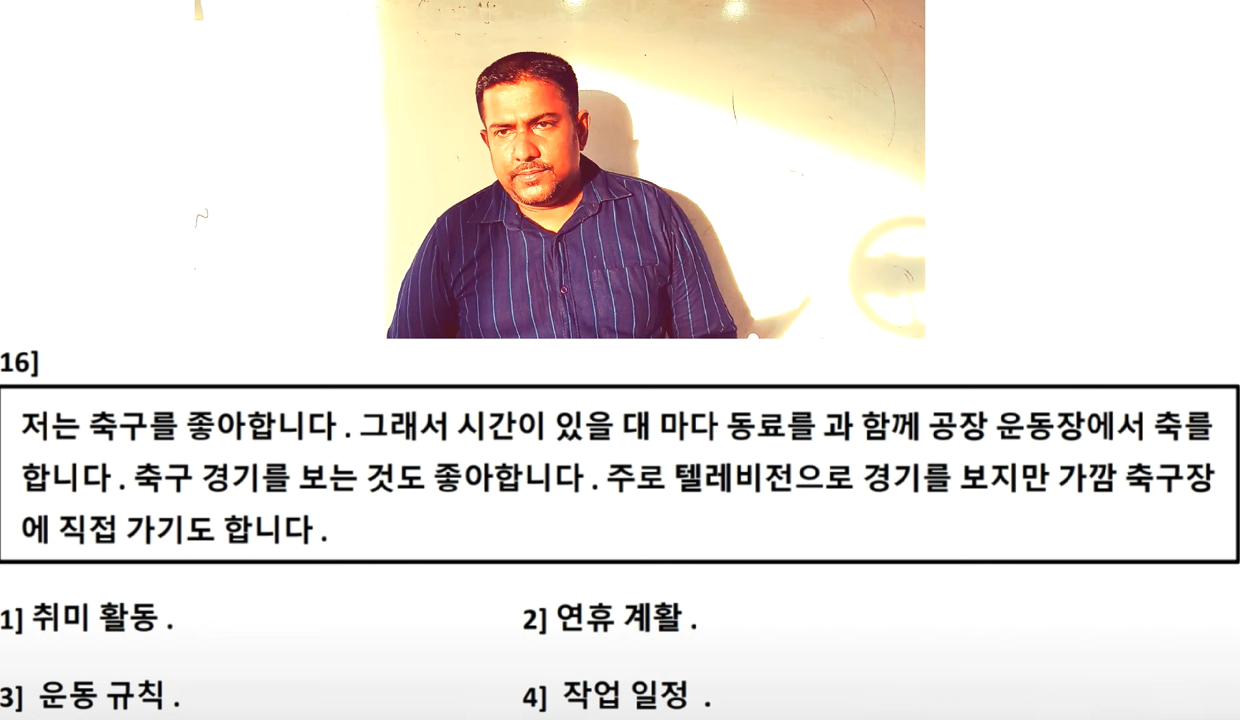 16]
저는 축구를 좋아합니다 . 그래서 시간이 있을 대 마다 동료를 과 함께 공장 운동장에서 축를
합니다 . 축구 경기를 보는 것도 좋아합니다 . 주로 텔레비전으로 경기를 보지만 가깜 축구장
에 직접 가기도 합니다 .
1] 취미 활동 .
2] 연휴 계활 .
3] 운동 규칙 .
4] 작업 일정 .